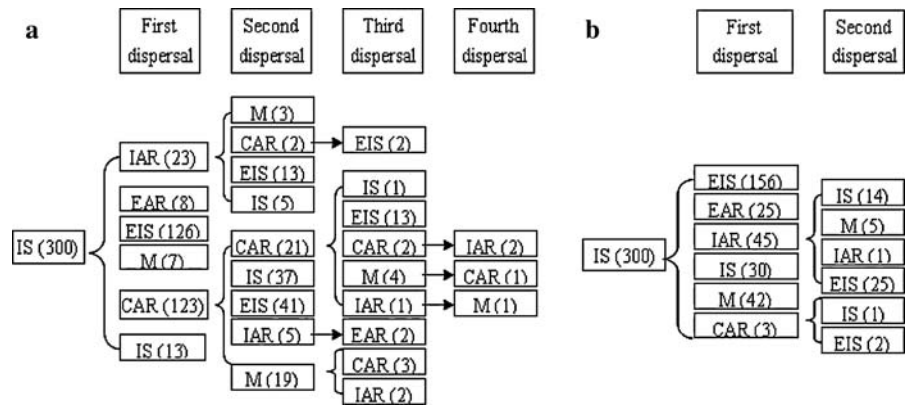 a
First dispersal
Second dispersal
Third dispersal
Fourth dispersal
IS (300)
IAR (23)
EAR (8)
EIS (126)
M (7)
CAR (123)
IS (13)
M (3)
CAR (2)
EIS (13)
IS (5)
CAR (21)
IS (37)
EIS (41)
IAR (5)
M (19)
EIS (2)
IS (1)
EIS (13)
CAR (2)
M (4)
IAR (1)
EAR (2)
CAR (3)
IAR (2)
IAR (2)
CAR (1)
M (1)
b
First dispersal
Second dispersal
IS (300)
EIS (156)
EAR (25)
IAR (45)
IS (30)
M (42)
CAR (3)
IS (14)
M (5)
IAR (1)
EIS (25)
IS (1)
EIS (2)